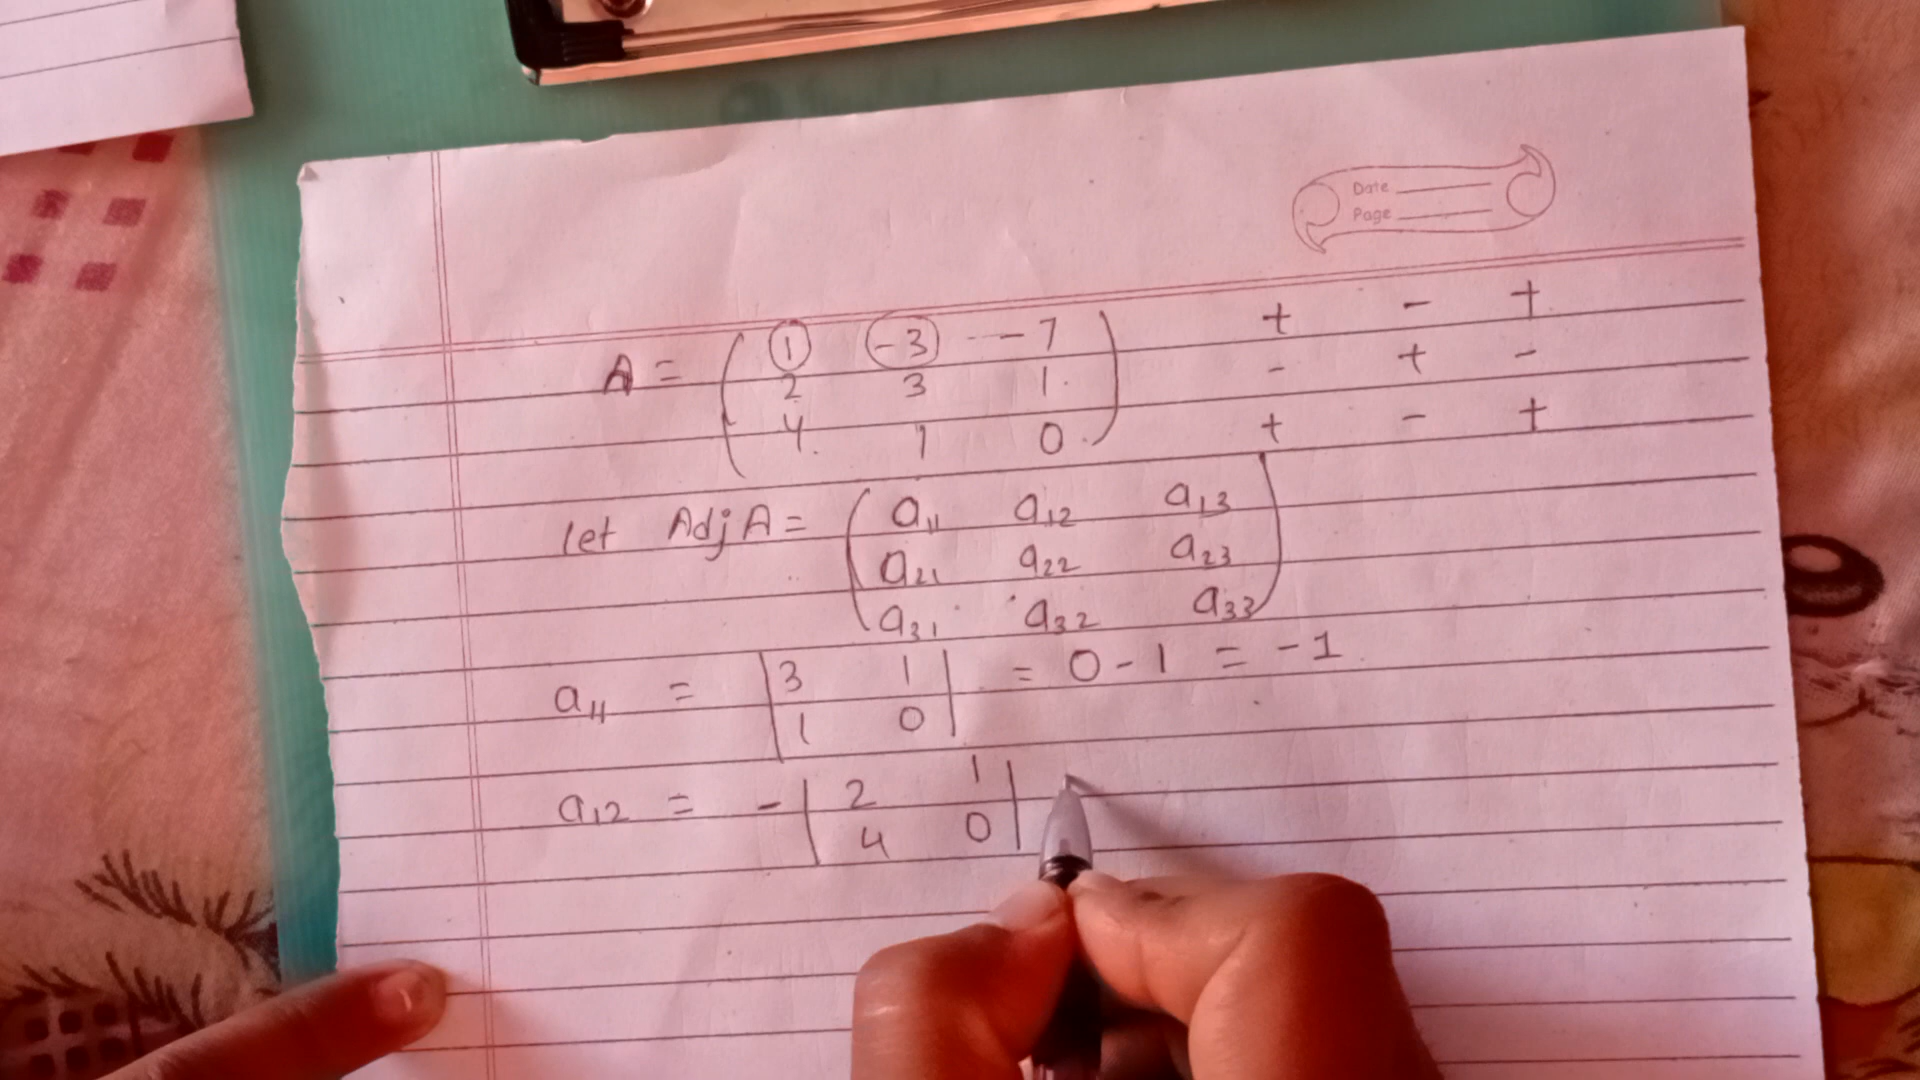 Date
Page
A = ( 1 -3 -7 + - +
2 3 1 - + -
4 1 0 ) + - +
let Adj A = ( a₁₁ a₁₂ a₁₃
a₂₁ a₂₂ a₂₃
a₃₁ a₃₂ a₃₃ )
a₁₁ = | 3 1 | = 0 - 1 = -1
| 1 0 |
a₁₂ = - | 2 1 |
| 4 0 |